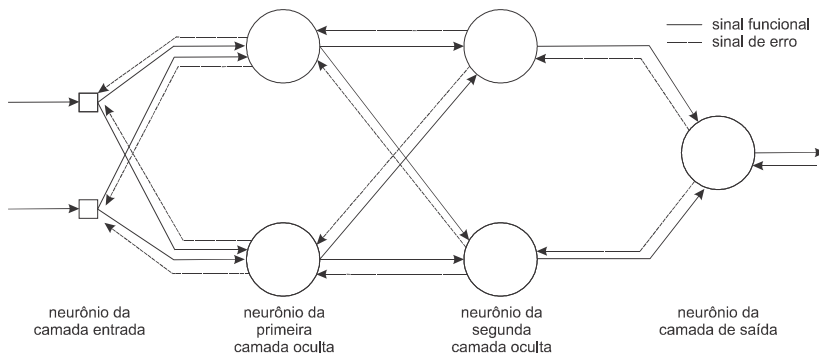 sinal funcional
sinal de erro
neurônio da
camada entrada
neurônio da
primeira
camada oculta
neurônio da
segunda
camada oculta
neurônio da
camada de saída